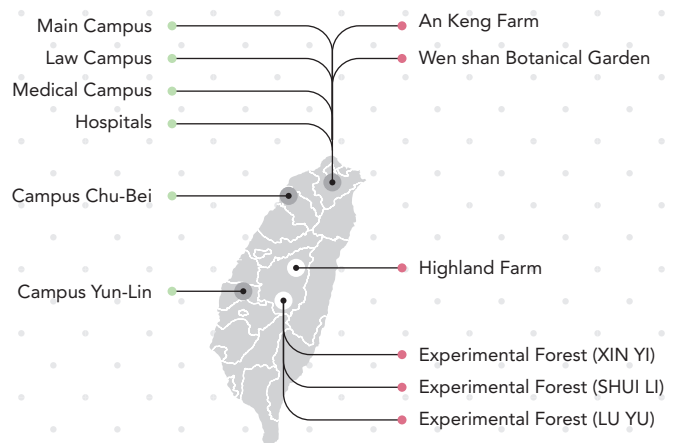 Main Campus
Law Campus
Medical Campus
Hospitals
Campus Chu-Bei
Campus Yun-Lin
An Keng Farm
Wen shan Botanical Garden
Highland Farm
Experimental Forest (XIN YI)
Experimental Forest (SHUI LI)
Experimental Forest (LU YU)